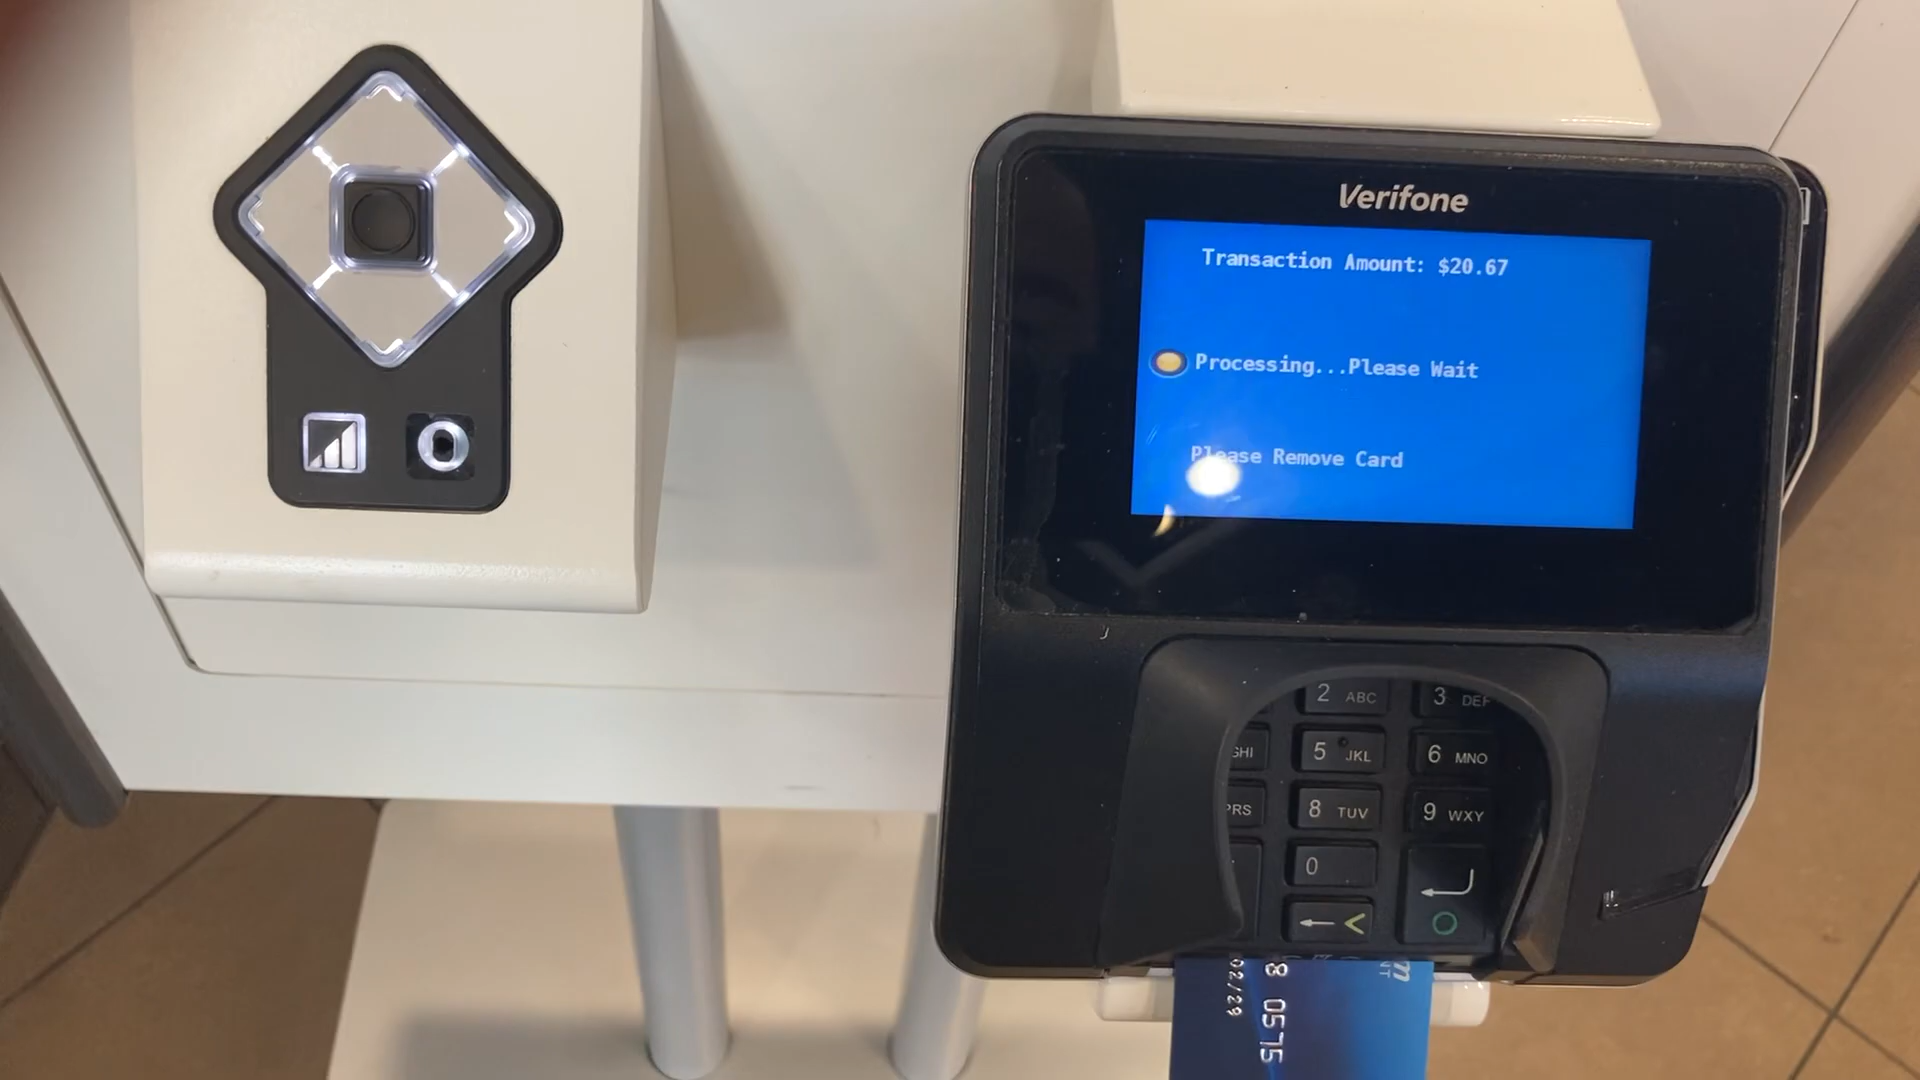 Verifone
Transaction Amount: $20.67
Processing...Please Wait
Please Remove Card
2 ABC
3 DEF
GHI
5 JKL
6 MNO
PRS
8 TUV
9 WXY
0
8 0575
02/29